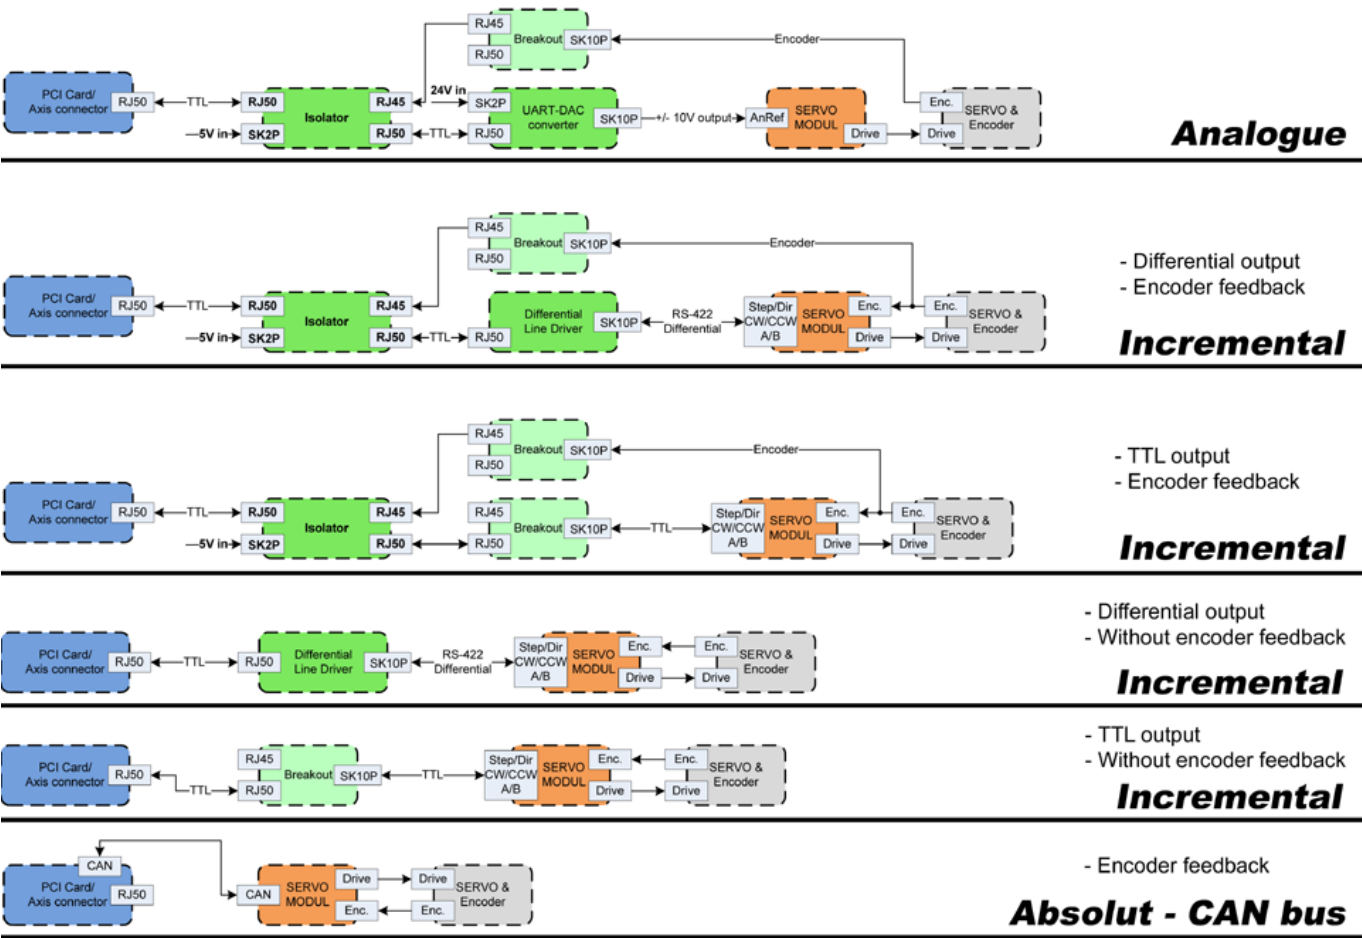 RJ45
Breakout
SK10P
Encoder
RJ50
PCI Card/
Axis connector
RJ50
TTL
RJ50
Isolator
RJ45
5V in
SK2P
RJ50
TTL
24V in
SK2P
UART-DAC
converter
RJ50
SK10P
+/- 10V output
AnRef
SERVO
MODUL
Drive
Enc.
SERVO &
Encoder
Drive
Analogue
RJ45
Breakout
SK10P
Encoder
RJ50
PCI Card/
Axis connector
RJ50
TTL
RJ50
Isolator
RJ45
5V in
SK2P
RJ50
TTL
RJ50
Differential
Line Driver
SK10P
RS-422
Differential
Step/Dir
CW/CCW
A/B
SERVO
MODUL
Enc.
Drive
Enc.
SERVO &
Encoder
Drive
- Differential output
- Encoder feedback
Incremental
RJ45
Breakout
SK10P
Encoder
RJ50
PCI Card/
Axis connector
RJ50
TTL
RJ50
Isolator
RJ45
5V in
SK2P
RJ50
RJ45
Breakout
SK10P
RJ50
TTL
Step/Dir
CW/CCW
A/B
SERVO
MODUL
Enc.
Drive
Enc.
SERVO &
Encoder
Drive
- TTL output
- Encoder feedback
Incremental
PCI Card/
Axis connector
RJ50
TTL
RJ50
Differential
Line Driver
SK10P
RS-422
Differential
Step/Dir
CW/CCW
A/B
SERVO
MODUL
Enc.
Drive
Enc.
SERVO &
Encoder
Drive
- Differential output
- Without encoder feedback
Incremental
PCI Card/
Axis connector
RJ50
TTL
RJ45
Breakout
SK10P
RJ50
TTL
Step/Dir
CW/CCW
A/B
SERVO
MODUL
Enc.
Drive
Enc.
SERVO &
Encoder
Drive
- TTL output
- Without encoder feedback
Incremental
CAN
PCI Card/
Axis connector
RJ50
CAN
SERVO
MODUL
Drive
Enc.
Drive
SERVO &
Encoder
Enc.
- Encoder feedback
Absolut - CAN bus